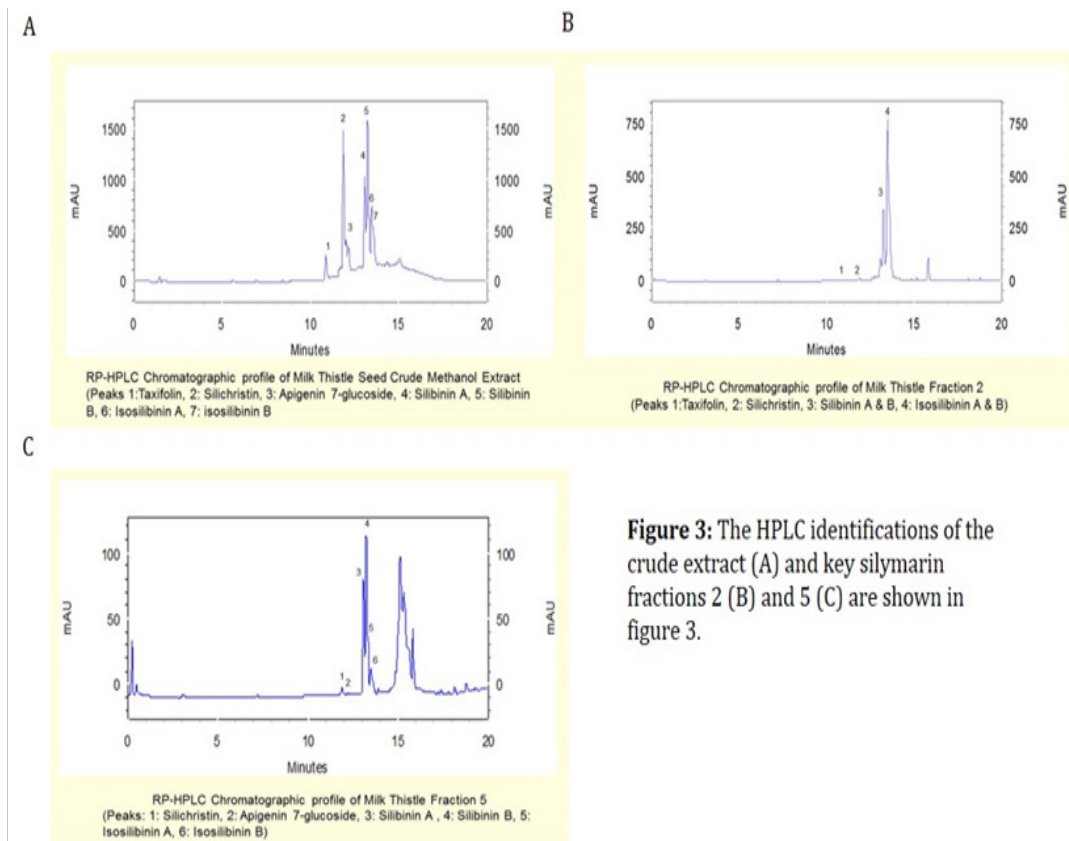 A
mAU
1500
1000
500
0
1
2
3
4
5
6
7
1500
1000
500
0
mAU
0 5 10 15 20
Minutes
RP-HPLC Chromatographic profile of Milk Thistle Seed Crude Methanol Extract
(Peaks 1:Taxifolin, 2: Silichristin, 3: Apigenin 7-glucoside, 4: Silibinin A, 5: Silibinin
B, 6: Isosilibinin A, 7: isosilibinin B)
B
mAU
750
500
250
0
1
2
3
4
750
500
250
0
mAU
0 5 10 15 20
Minutes
RP-HPLC Chromatographic profile of Milk Thistle Fraction 2
(Peaks 1:Taxifolin, 2: Silichristin, 3: Silibinin A & B, 4: Isosilibinin A & B)
C
mAU
100
50
0
1
2
3
4
5
6
100
50
0
mAU
0 5 10 15 20
Minutes
RP-HPLC Chromatographic profile of Milk Thistle Fraction 5
(Peaks: 1: Silichristin, 2: Apigenin 7-glucoside, 3: Silibinin A , 4: Silibinin B, 5:
Isosilibinin A, 6: Isosilibinin B)
Figure 3: The HPLC identifications of the
crude extract (A) and key silymarin
fractions 2 (B) and 5 (C) are shown in
figure 3.